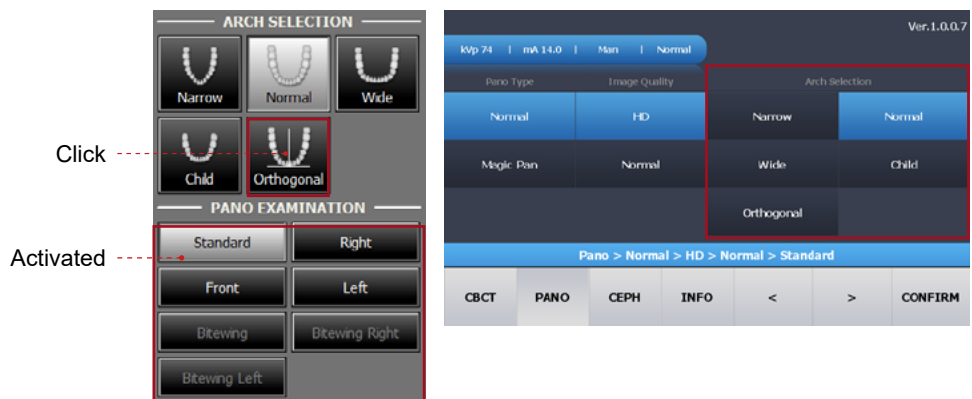 ARCH SELECTION
Narrow
Normal
Wide
Child
Orthogonal
Click
PANO EXAMINATION
Standard
Right
Activated
Front
Left
Bitewing
Bitewing Right
Bitewing Left
Ver.1.0.0.7
kVp 74 | mA 14.0 | Man | Normal
Pano Type
Image Quality
Arch Selection
Normal
HD
Narrow
Normal
Magic Pan
Normal
Wide
Child
Orthogonal
Pano > Normal > HD > Normal > Standard
CBCT
PANO
CEPH
INFO
<
>
CONFIRM